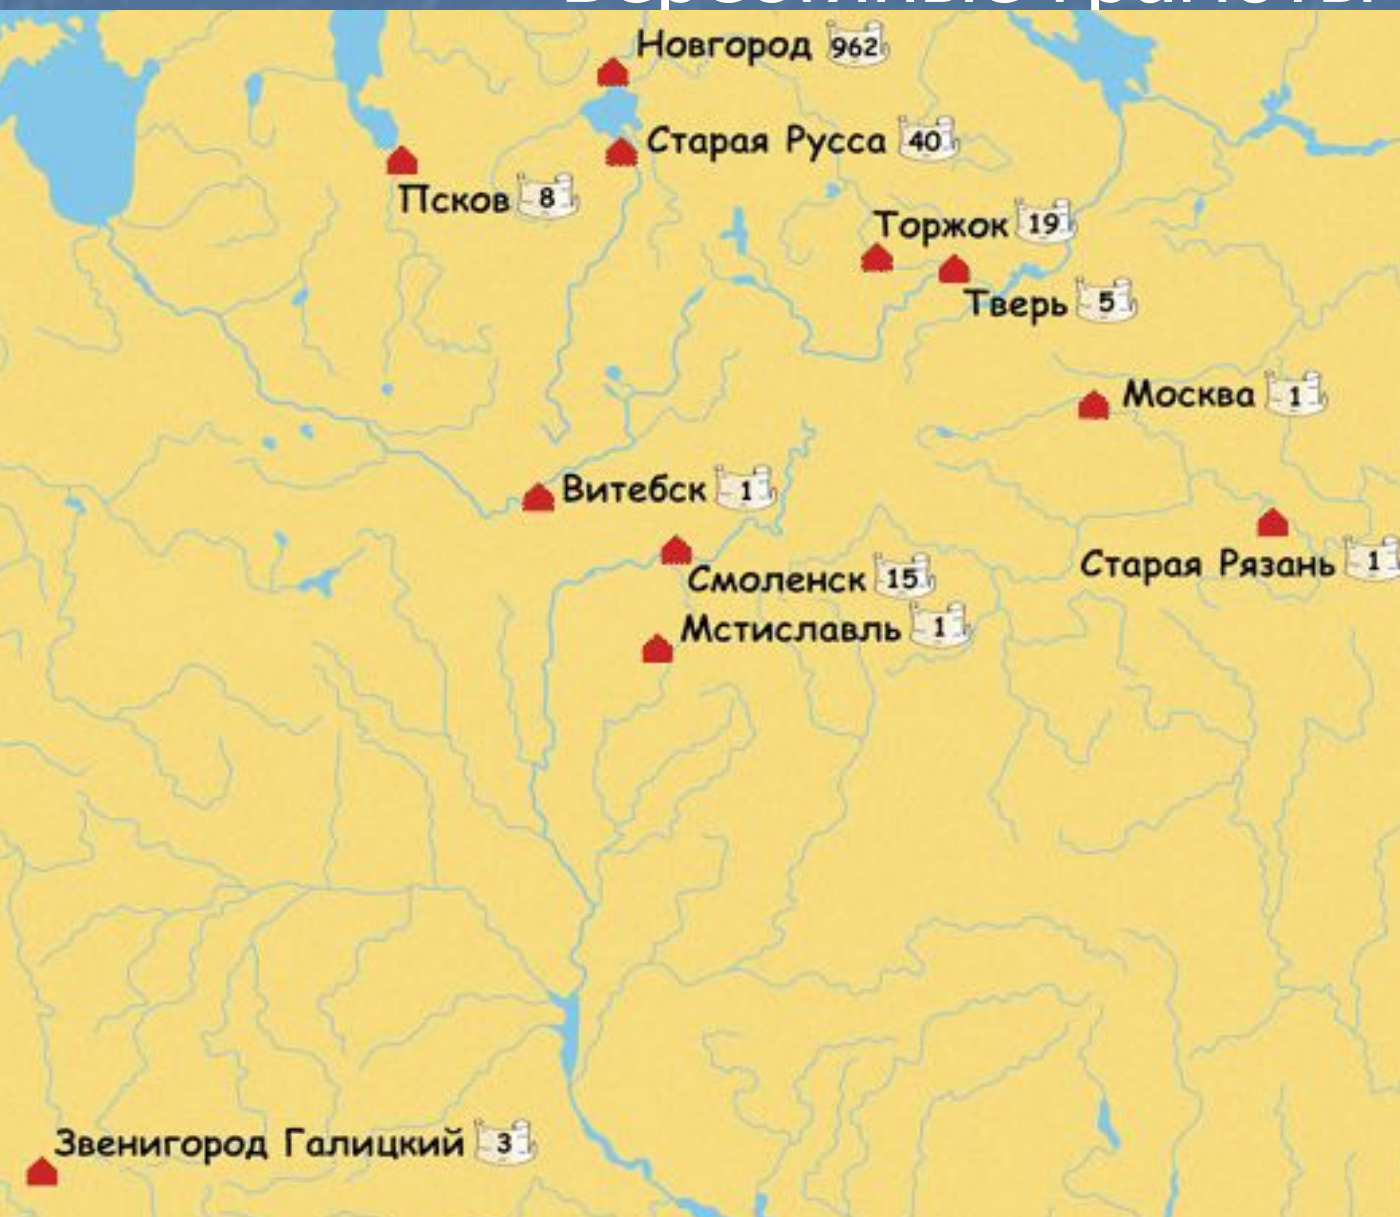 Новгород 962
Старая Русса 40
Псков 8
Торжок 19
Тверь 5
Москва 1
Витебск 1
Смоленск 15
Старая Рязань 1
Мстиславль 1
Звенигород Галицкий 3